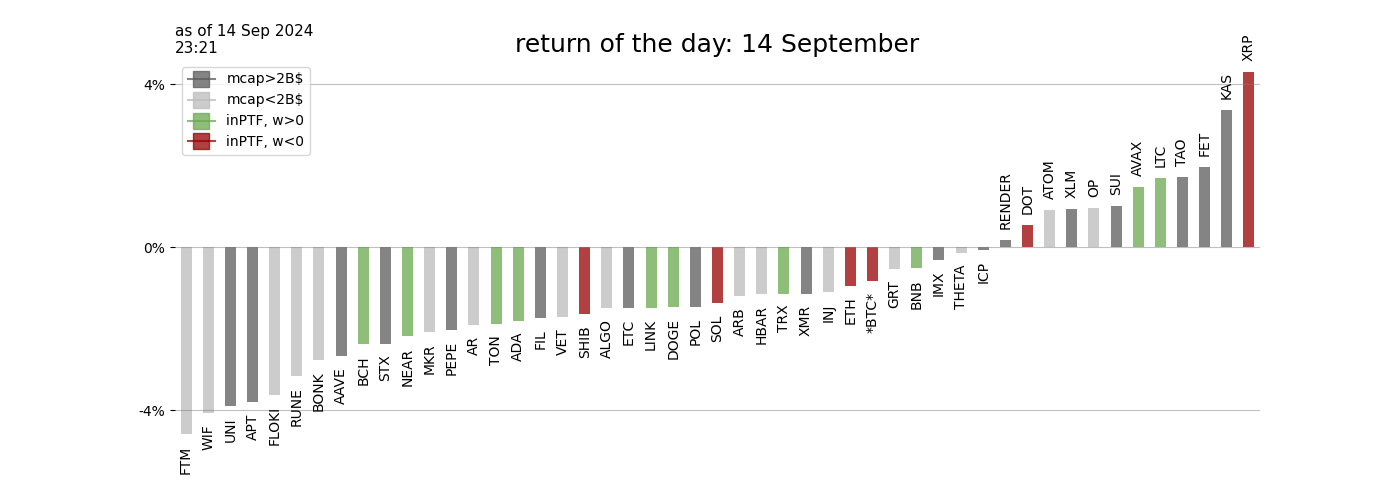 as of 14 Sep 2024
23:21
return of the day: 14 September
mcap>2B$
mcap<2B$
inPTF, w>0
inPTF, w<0
4%
0%
-4%
FTM
WIF
UNI
APT
FLOKI
RUNE
BONK
AAVE
BCH
STX
NEAR
MKR
PEPE
AR
TON
ADA
FIL
VET
SHIB
ALGO
ETC
LINK
DOGE
POL
SOL
ARB
HBAR
TRX
XMR
INJ
ETH
*BTC*
GRT
BNB
IMX
THETA
ICP
RENDER
DOT
ATOM
XLM
OP
SUI
AVAX
LTC
TAO
FET
KAS
XRP